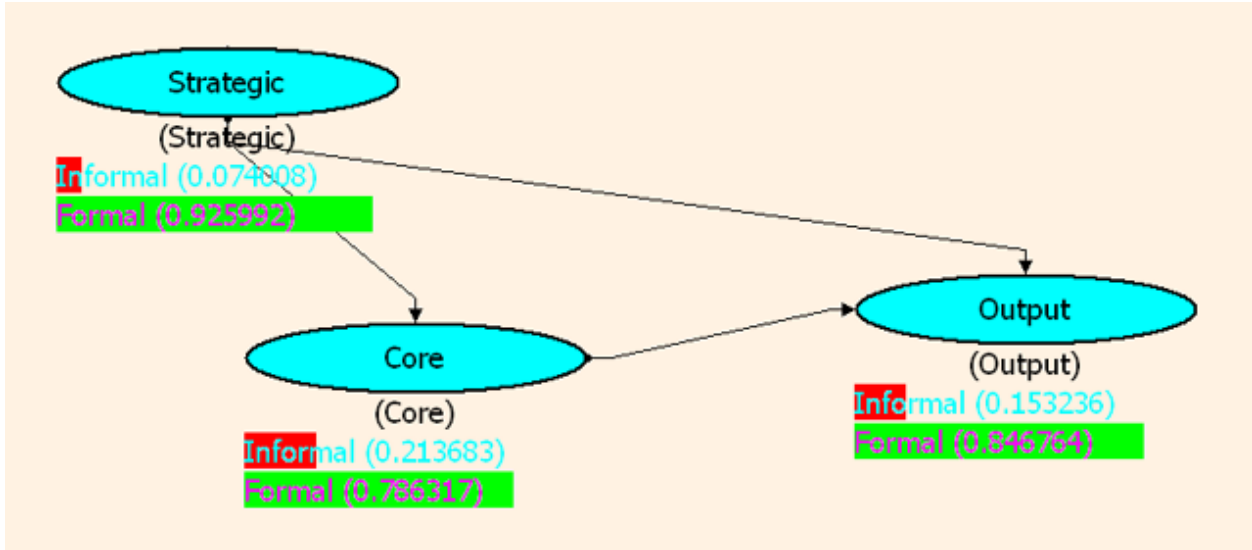 Strategic
(Strategic)
Informal (0.074008)
Formal (0.925992)
Output
(Output)
Informal (0.153236)
Formal (0.846764)
Core
(Core)
Informal (0.213683)
Formal (0.786317)